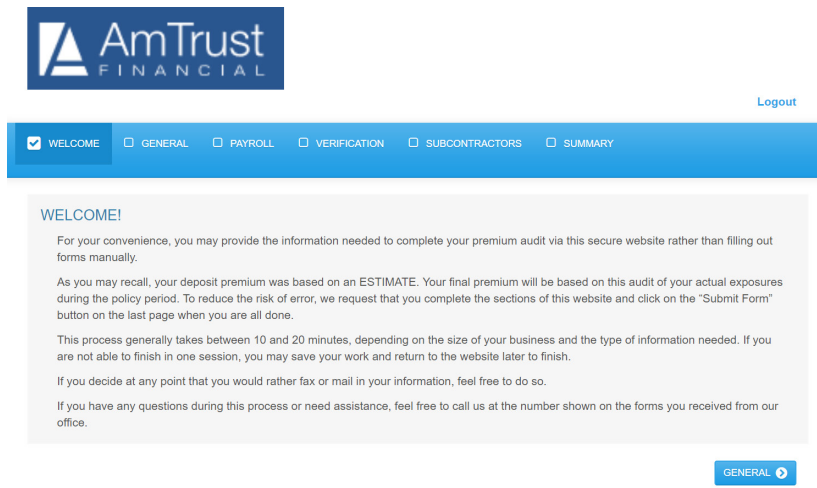 AmTrust
FINANCIAL
Logout
WELCOME GENERAL PAYROLL VERIFICATION SUBCONTRACTORS SUMMARY
WELCOME!
For your convenience, you may provide the information needed to complete your premium audit via this secure website rather than filling out
forms manually.
As you may recall, your deposit premium was based on an ESTIMATE. Your final premium will be based on this audit of your actual exposures
during the policy period. To reduce the risk of error, we request that you complete the sections of this website and click on the “Submit Form”
button on the last page when you are all done.
This process generally takes between 10 and 20 minutes, depending on the size of your business and the type of information needed. If you
are not able to finish in one session, you may save your work and return to the website later to finish.
If you decide at any point that you would rather fax or mail in your information, feel free to do so.
If you have any questions during this process or need assistance, feel free to call us at the number shown on the forms you received from our
office.
GENERAL